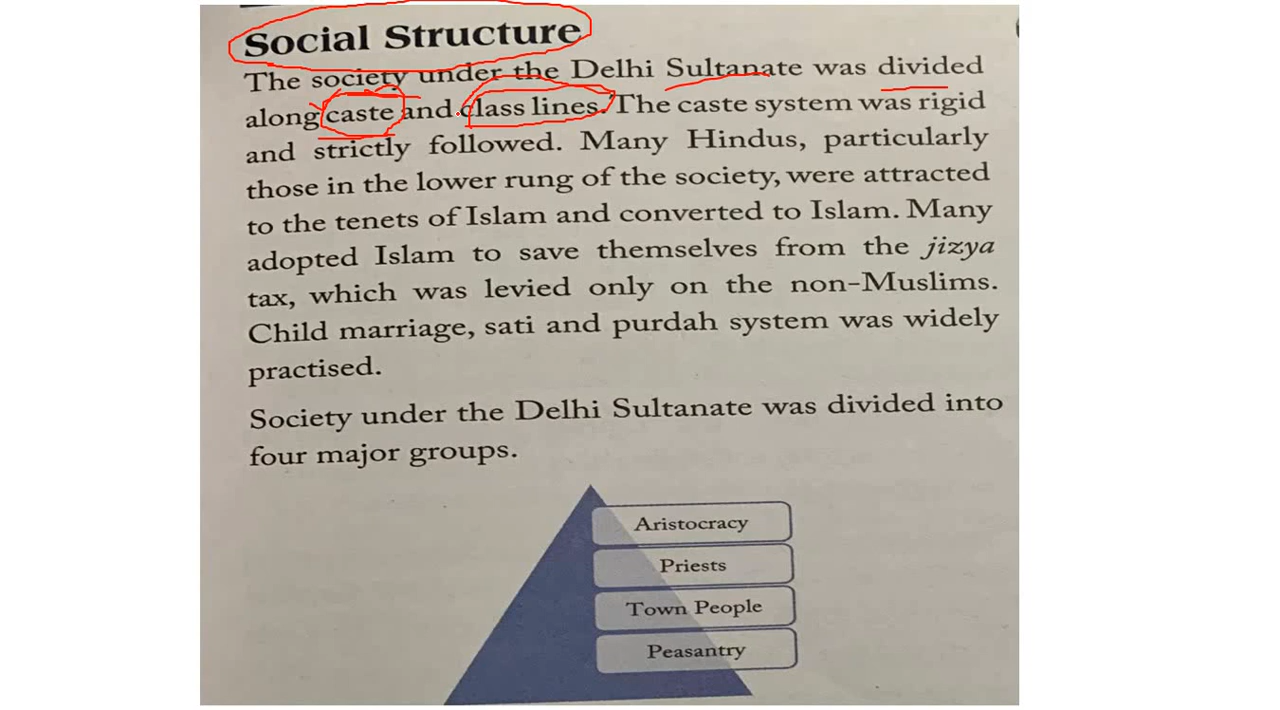 Social Structure
The society under the Delhi Sultanate was divided
along caste and class lines. The caste system was rigid
and strictly followed. Many Hindus, particularly
those in the lower rung of the society, were attracted
to the tenets of Islam and converted to Islam. Many
adopted Islam to save themselves from the jizya
tax, which was levied only on the non-Muslims.
Child marriage, sati and purdah system was widely
practised.
Society under the Delhi Sultanate was divided into
four major groups.
Aristocracy
Priests
Town People
Peasantry